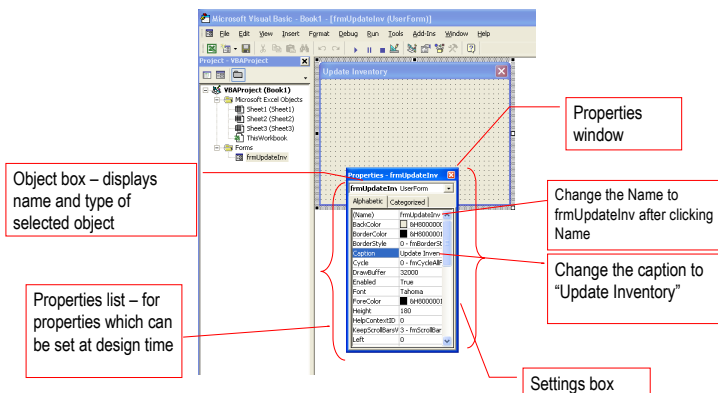 Microsoft Visual Basic - Book1 - [frmUpdateInv (UserForm)]
File Edit View Insert Format Debug Run Tools Add-Ins Window Help
Project - VBAProject
VBAProject (Book1)
Microsoft Excel Objects
Sheet1 (Sheet1)
Sheet2 (Sheet2)
Sheet3 (Sheet3)
ThisWorkbook
Forms
frmUpdateInv
Update Inventory
Properties - frmUpdateInv
frmUpdateInv UserForm
Alphabetic Categorized
(Name) frmUpdateInv
BackColor &H8000000
BorderColor &H8000001
BorderStyle 0 - fmBorderSt
Caption Update Inven
Cycle 0 - fmCycleAllF
DrawBuffer 32000
Enabled True
Font Tahoma
ForeColor &H8000001
Height 180
HelpContextID 0
KeepScrollBarsV 3 - fmScrollBar
Left 0
Object box – displays
name and type of
selected object
Properties list – for
properties which can
be set at design time
Properties
window
Change the Name to
frmUpdateInv after clicking
Name
Change the caption to
“Update Inventory”
Settings box